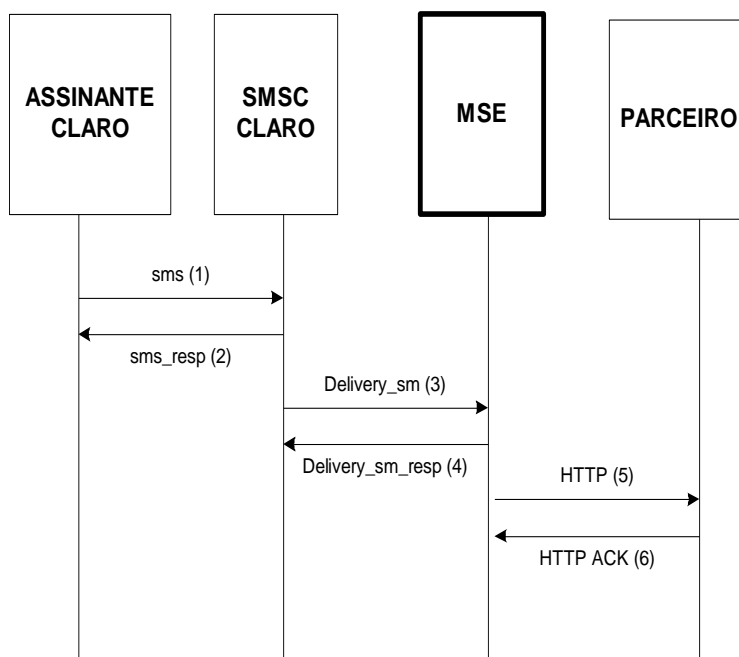 ASSINANTE
CLARO
SMSC
CLARO
MSE
PARCEIRO
sms (1)
sms_resp (2)
Delivery_sm (3)
Delivery_sm_resp (4)
HTTP (5)
HTTP ACK (6)